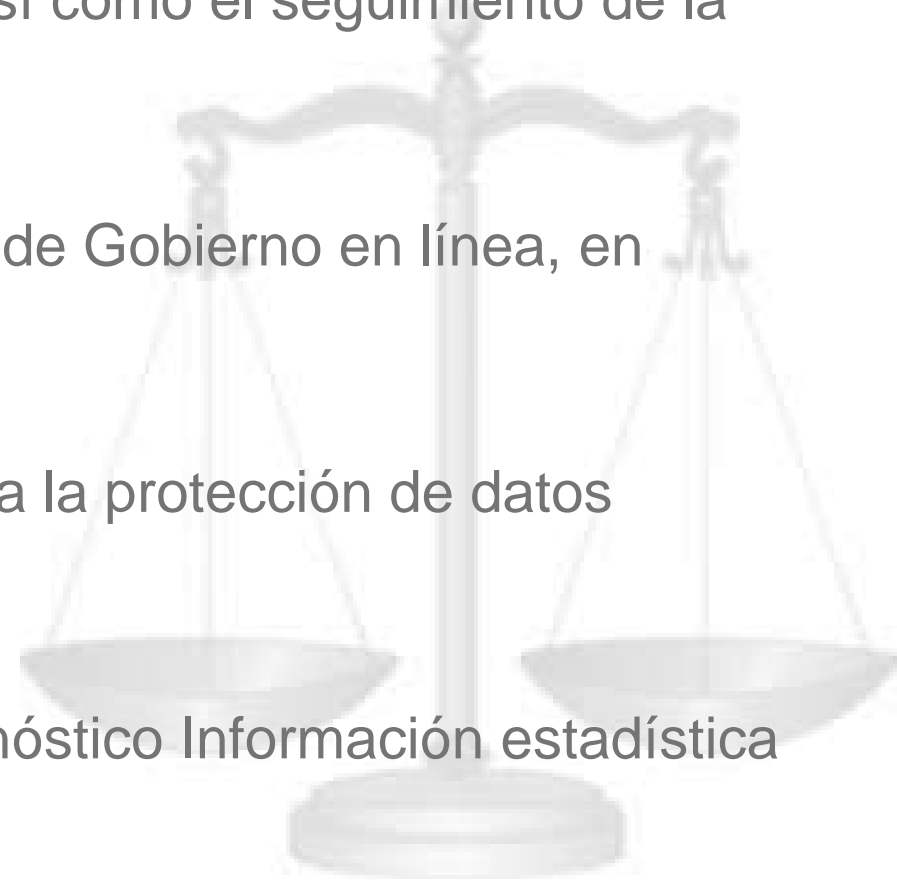 sí como el seguimiento de la
de Gobierno en línea, en
a la protección de datos
nóstico Información estadística